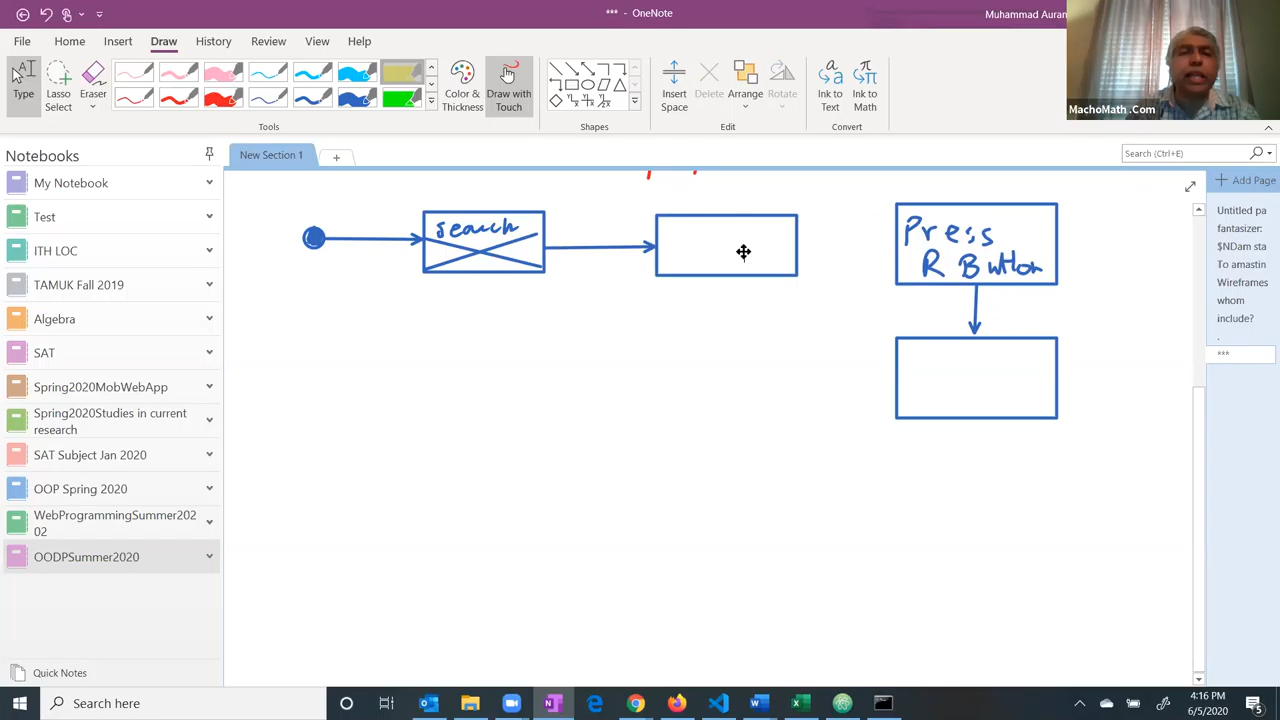 *** - OneNote
Muhammad Auran
File Home Insert Draw History Review View Help
Type
Lasso Select
Eraser
Color & Thickness
Draw with Touch
Insert Space
Delete
Arrange
Rotate
Ink to Text
Ink to Math
Tools
Shapes
Edit
Convert
MachoMath .Com
Notebooks
New Section 1
Search (Ctrl+E)
My Notebook
Test
ITH LOC
TAMUK Fall 2019
Algebra
SAT
Spring2020MobWebApp
Spring2020Studies in current
research
SAT Subject Jan 2020
OOP Spring 2020
WebProgrammingSummer202
02
OODPSummer2020
Quick Notes
search
Press
R Button
Add Page
Untitled pa
fantasizer:
$NDam sta
To amastin
Wireframes
whom
include?
.
***
Search here
4:16 PM
6/5/2020
5